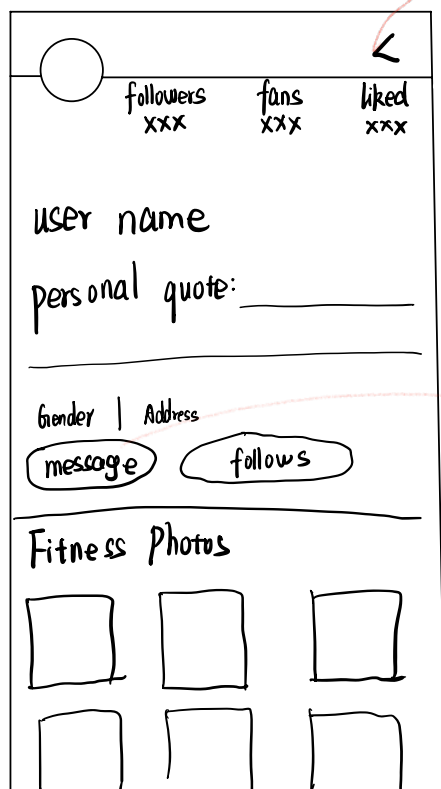 <
followers fans liked
xxx xxx xxx
user name
personal quote:
Gender | Address
message follows
Fitness Photos